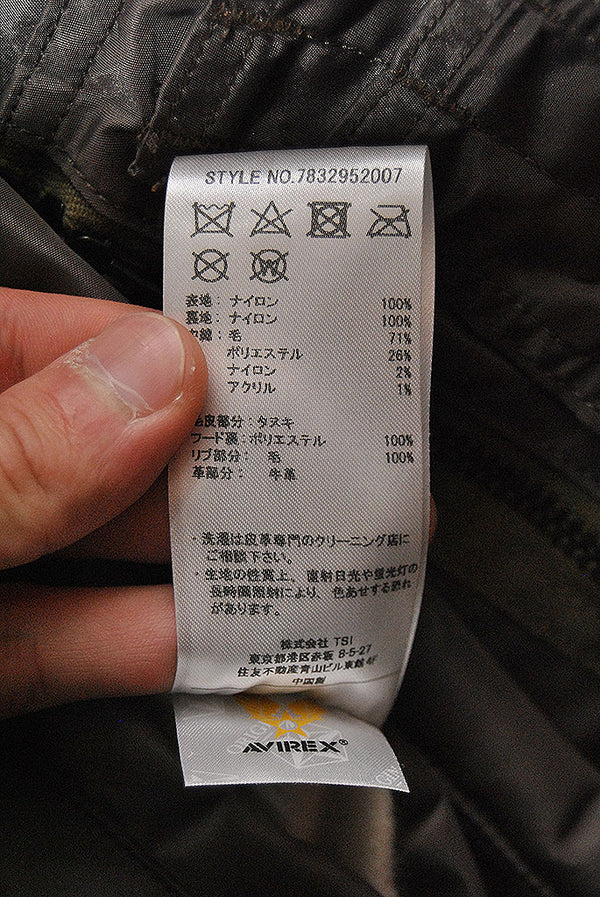 STYLE NO.7832952007
W
表地：ナイロン 100%
裏地：ナイロン 100%
中綿：毛 71%
ポリエステル 26%
ナイロン 2%
アクリル 1%
毛皮部分：タヌキ
フード裏：ポリエステル 100%
リブ部分：毛 100%
革部分：牛革
・洗濯は皮革専門のクリーニング店に
ご相談下さい。
・生地の性質上、直射日光や蛍光灯の
長時間照射により、色あせする恐れ
があります。
株式会社 TSI
東京都港区赤坂 8-5-27
住友不動産青山ビル東館 4F
中国製
AVIREX®